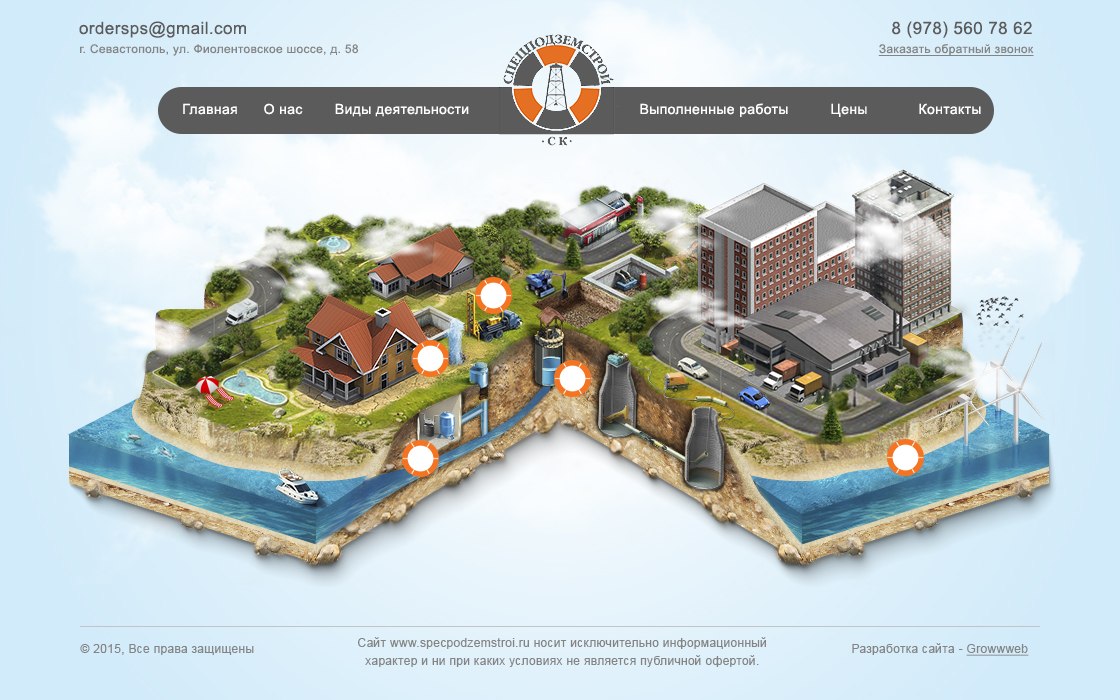 ordersps@gmail.com
г. Севастополь, ул. Фиолентовское шоссе, д. 58
СПЕЦПОДЗЕМСТРОЙ
· С К ·
8 (978) 560 78 62
Заказать обратный звонок
Главная О нас Виды деятельности Выполненные работы Цены Контакты
© 2015, Все права защищены
Сайт www.specpodzemstroi.ru носит исключительно информационный
характер и ни при каких условиях не является публичной офертой.
Разработка сайта - Growwweb